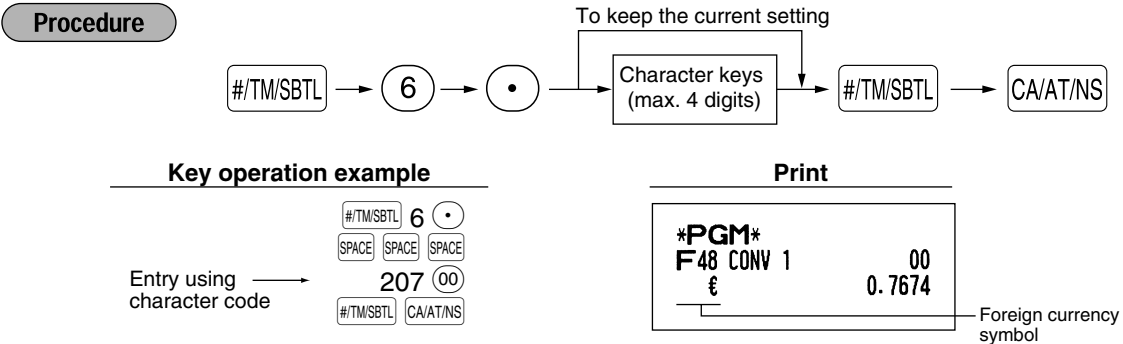 Procedure
To keep the current setting
#/TM/SBTL 6 • Character keys (max. 4 digits) #/TM/SBTL CA/AT/NS
Key operation example
#/TM/SBTL 6 •
SPACE SPACE SPACE
Entry using character code
207 00
#/TM/SBTL CA/AT/NS
Print
*PGM*
F48 CONV 1 00
€ 0.7674
Foreign currency
symbol